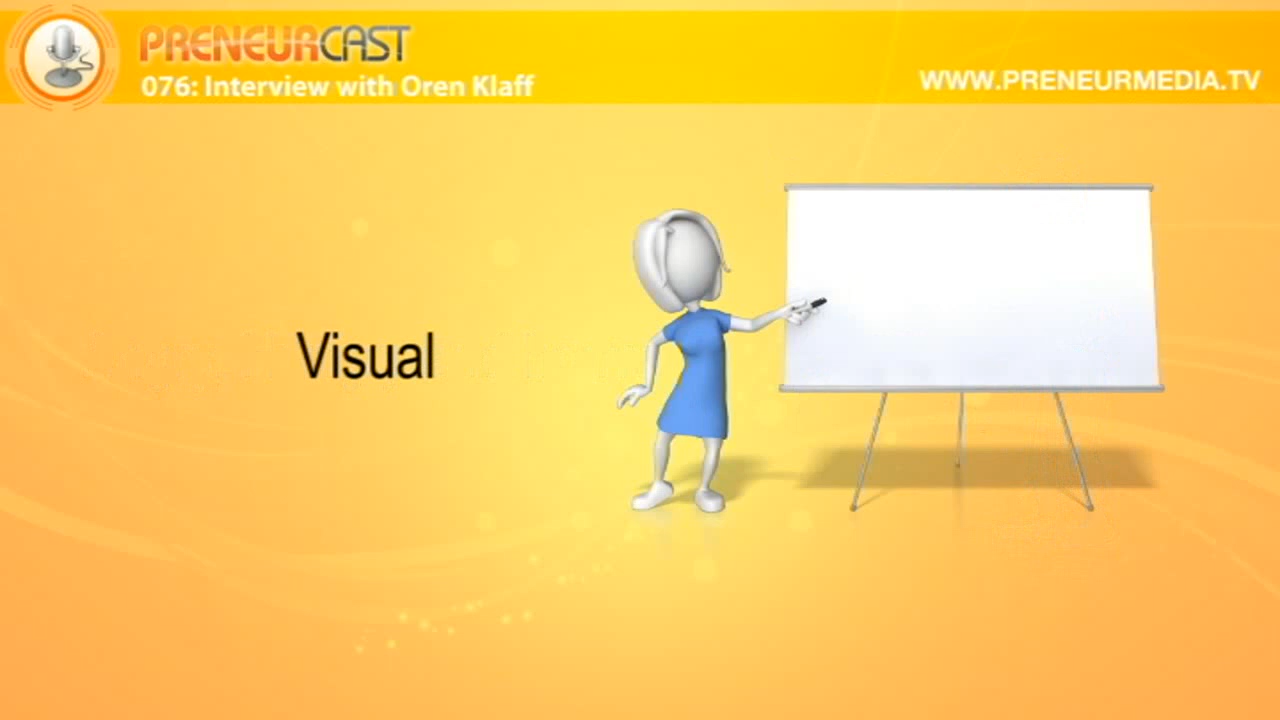 PRENEURCAST
076: Interview with Oren Klaff
WWW.PRENEURMEDIA.TV
Visual